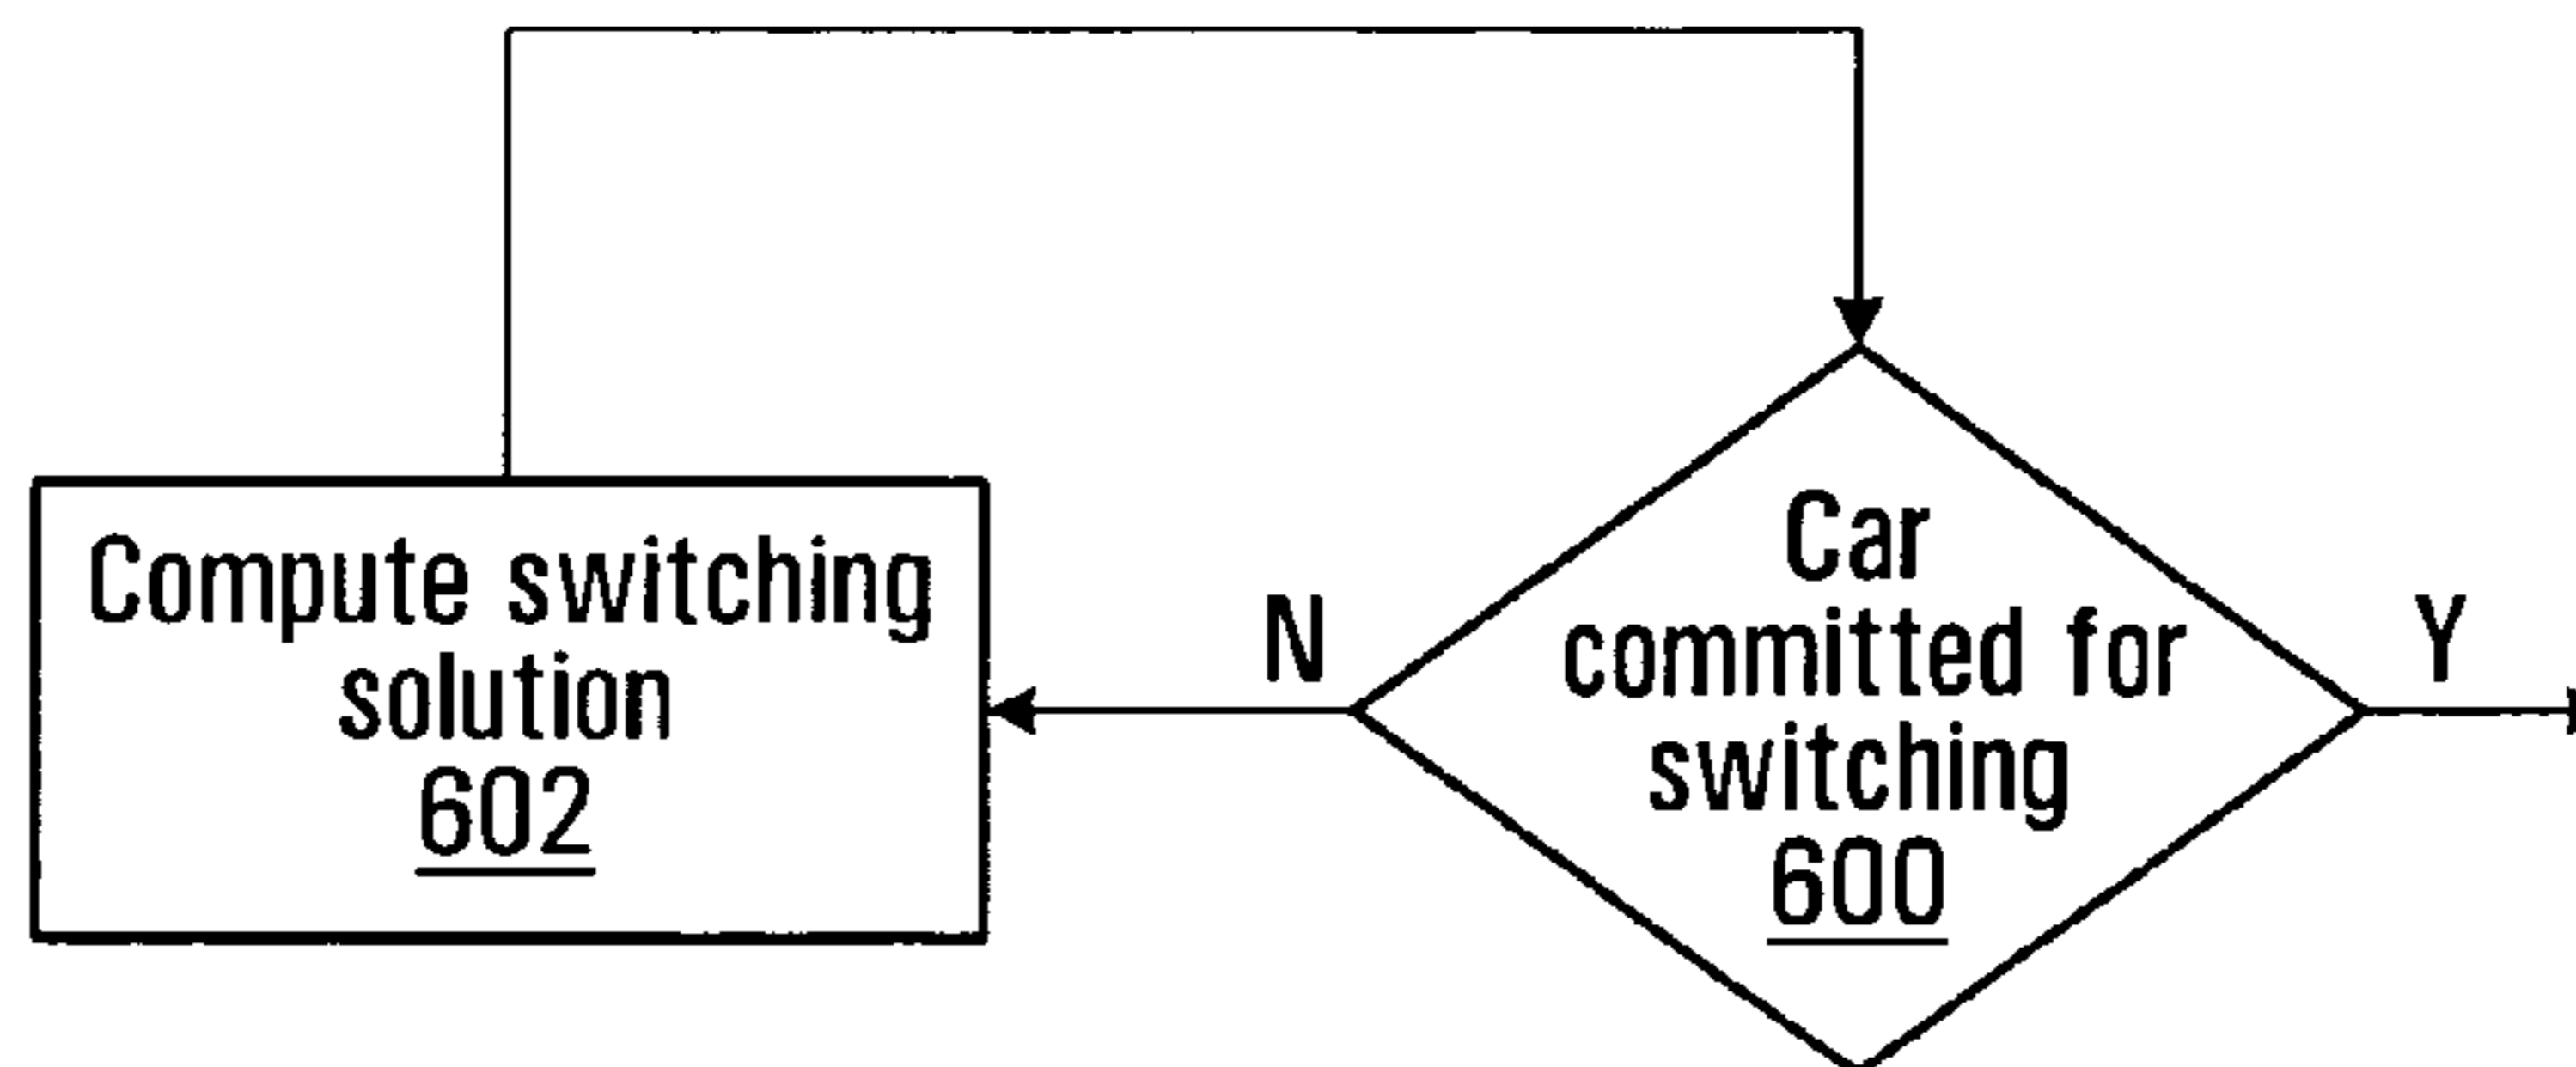 Compute switching
solution
602
N
Car
committed for
switching
600
Y